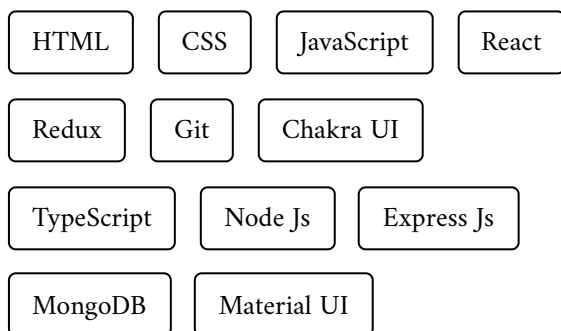 HTML CSS JavaScript React
Redux Git Chakra UI
TypeScript Node Js Express Js
MongoDB Material UI